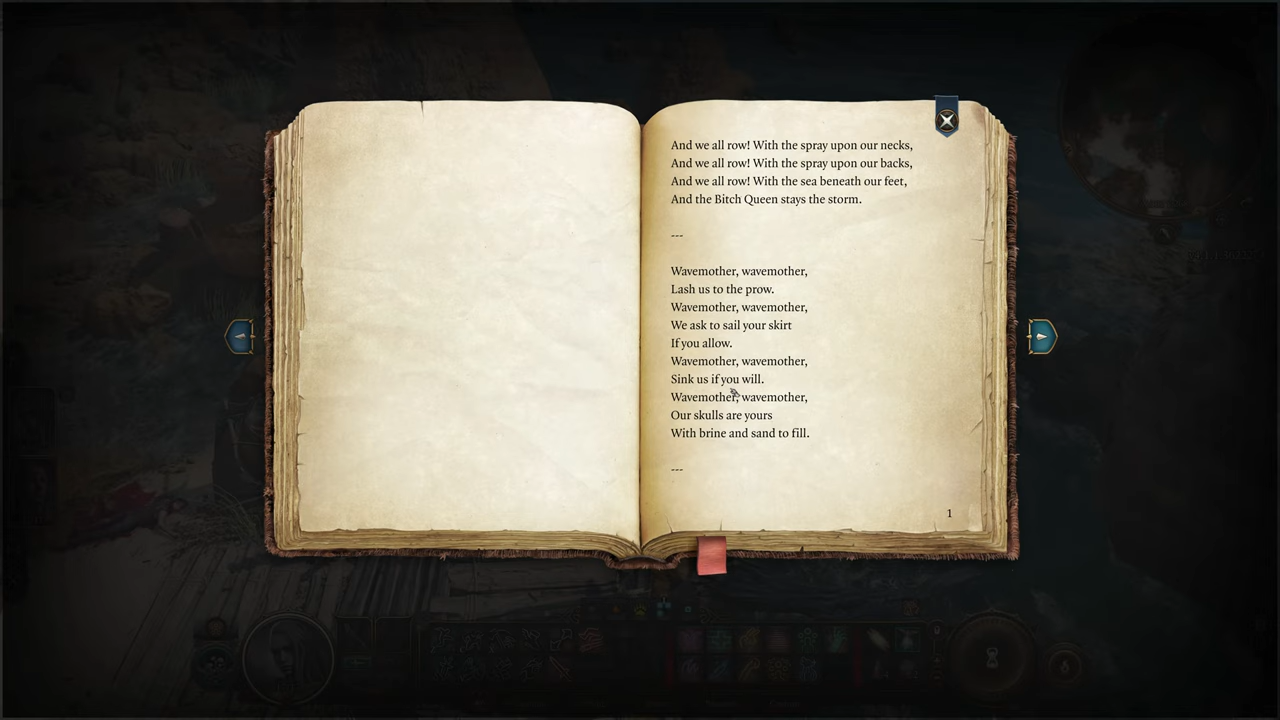 And we all row! With the spray upon our necks,
And we all row! With the spray upon our backs,
And we all row! With the sea beneath our feet,
And the Bitch Queen stays the storm.
---
Wavemother, wavemother,
Lash us to the prow.
Wavemother, wavemother,
We ask to sail your skirt
If you allow.
Wavemother, wavemother,
Sink us if you will.
Wavemother, wavemother,
Our skulls are yours
With brine and sand to fill.
---
1